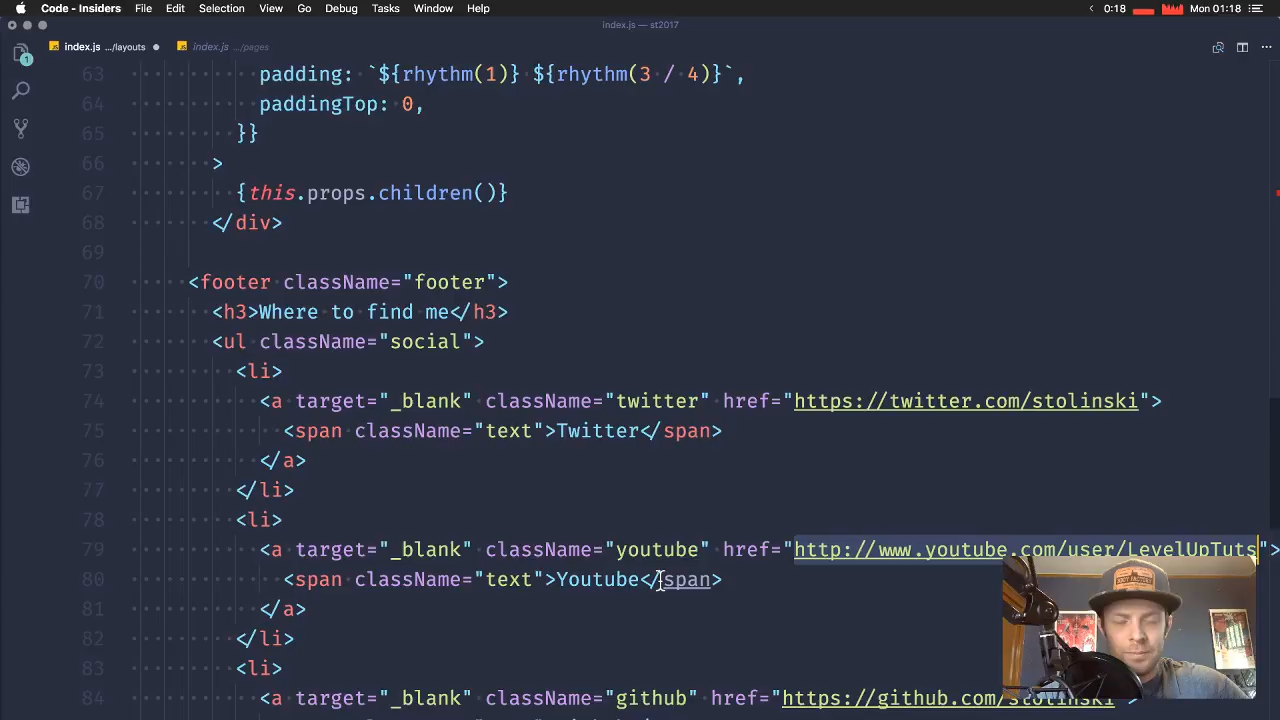 Code - Insiders File Edit Selection View Go Debug Tasks Window Help 0:18 Mon 01:18
index.js — st2017
index.js .../layouts index.js .../pages
63 padding: `${rhythm(1)} ${rhythm(3 / 4)}`,
64 paddingTop: 0,
65 }}
66 >
67 {this.props.children()}
68 </div>
69
70 <footer className="footer">
71 <h3>Where to find me</h3>
72 <ul className="social">
73 <li>
74 <a target="_blank" className="twitter" href="https://twitter.com/stolinski">
75 <span className="text">Twitter</span>
76 </a>
77 </li>
78 <li>
79 <a target="_blank" className="youtube" href="http://www.youtube.com/user/LevelUpTuts">
80 <span className="text">Youtube</span>
81 </a>
82 </li>
83 <li>
84 <a target="_blank" className="github" href="https://github.com/stolinski">